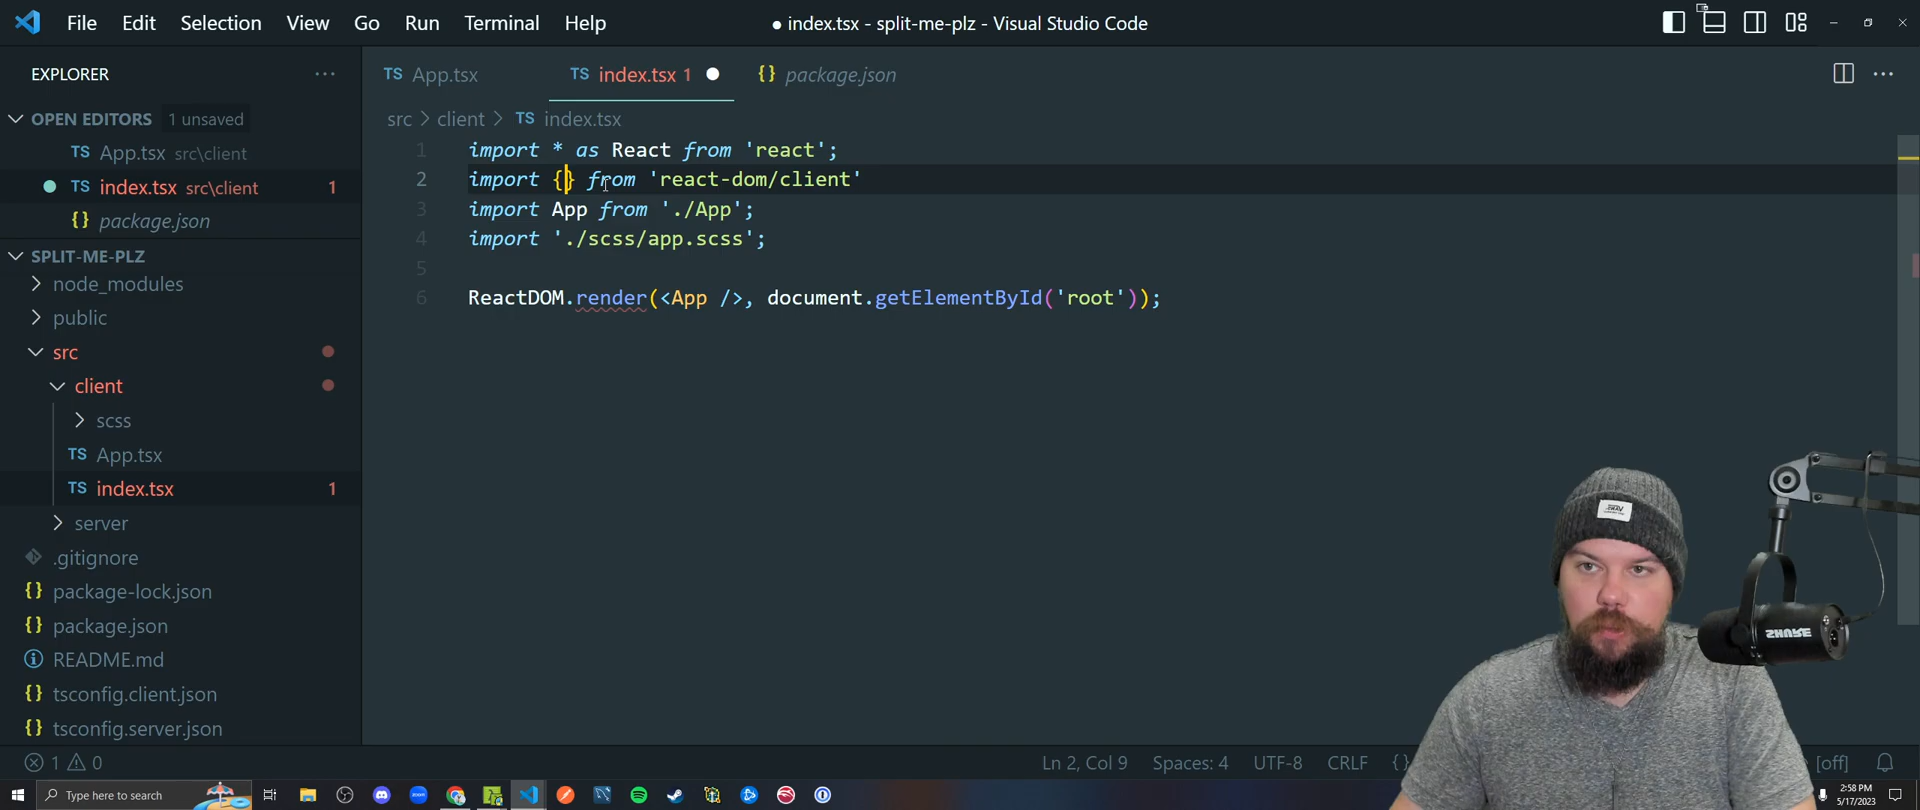 File Edit Selection View Go Run Terminal Help
● index.tsx - split-me-plz - Visual Studio Code
EXPLORER
OPEN EDITORS 1 unsaved
TS App.tsx src\client
TS index.tsx src\client 1
{} package.json
SPLIT-ME-PLZ
node_modules
public
src
client
scss
TS App.tsx
TS index.tsx 1
server
.gitignore
{} package-lock.json
{} package.json
README.md
{} tsconfig.client.json
{} tsconfig.server.json
TS App.tsx
TS index.tsx 1
{} package.json
src > client > TS index.tsx
1 import * as React from 'react';
2 import {} from 'react-dom/client'
3 import App from './App';
4 import './scss/app.scss';
5
6 ReactDOM.render(<App />, document.getElementById('root'));
VANS
SHURE
1 0
Ln 2, Col 9 Spaces: 4 UTF-8 CRLF {} [off]
Type here to search
zoom
2:58 PM
5/17/2023